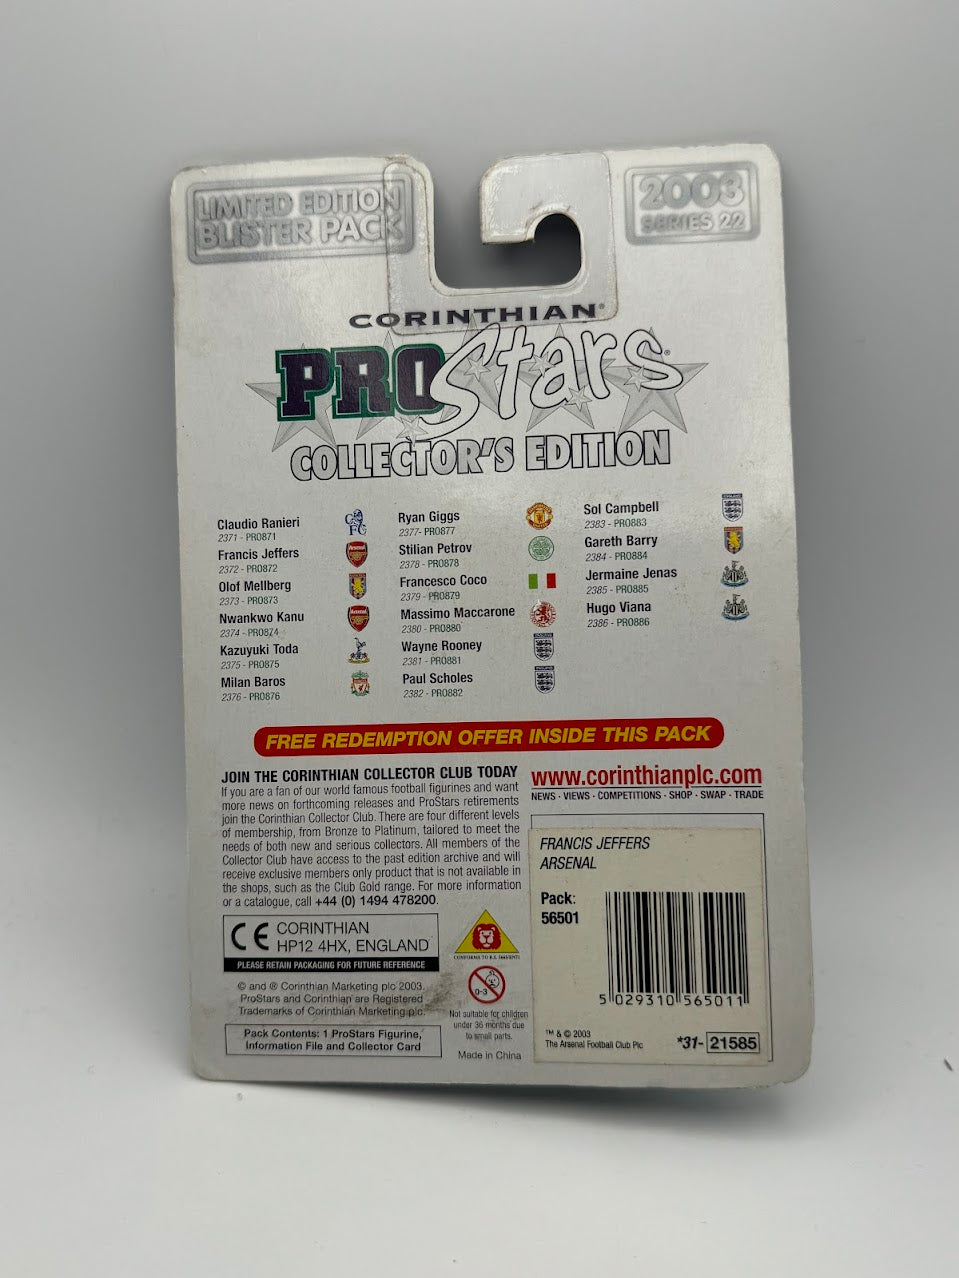 LIMITED EDITION
BLISTER PACK
2003
SERIES 22
CORINTHIAN®
PROStars®
COLLECTOR'S EDITION
Claudio Ranieri
2371 - PRO871
Francis Jeffers
2372 - PRO872
Olof Mellberg
2373 - PRO873
Nwankwo Kanu
2374 - PRO874
Kazuyuki Toda
2375 - PRO875
Milan Baros
2376 - PRO876
Ryan Giggs
2377 - PRO877
Stilian Petrov
2378 - PRO878
Francesco Coco
2379 - PRO879
Massimo Maccarone
2380 - PRO880
Wayne Rooney
2381 - PRO881
Paul Scholes
2382 - PRO882
Sol Campbell
2383 - PRO883
Gareth Barry
2384 - PRO884
Jermaine Jenas
2385 - PRO885
Hugo Viana
2386 - PRO886
FREE REDEMPTION OFFER INSIDE THIS PACK
JOIN THE CORINTHIAN COLLECTOR CLUB TODAY
If you are a fan of our world famous football figurines and want
more news on forthcoming releases and ProStars retirements
join the Corinthian Collector Club. There are four different levels
of membership, from Bronze to Platinum, tailored to meet the
needs of both new and serious collectors. All members of the
Collector Club have access to the past edition archive and will
receive exclusive members only product that is not available in
the shops, such as the Club Gold range. For more information
or a catalogue, call +44 (0) 1494 478200.
www.corinthianplc.com
NEWS · VIEWS · COMPETITIONS · SHOP · SWAP · TRADE
FRANCIS JEFFERS
ARSENAL
Pack:
56501
5 029310 565011
™ & © 2003
The Arsenal Football Club Plc
*31- 21585
CE CORINTHIAN
HP12 4HX, ENGLAND
PLEASE RETAIN PACKAGING FOR FUTURE REFERENCE
© and ® Corinthian Marketing plc 2003.
ProStars and Corinthian are Registered
Trademarks of Corinthian Marketing plc.
Pack Contents: 1 ProStars Figurine,
Information File and Collector Card
0-3
Not suitable for children
under 36 months due
to small parts.
Made in China